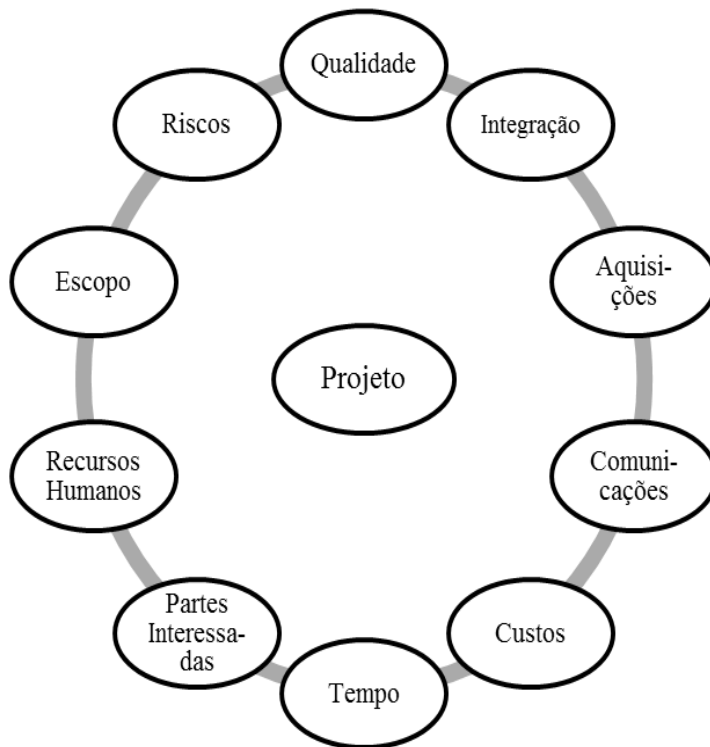 Qualidade
Riscos
Integração
Escopo
Aquisi-
ções
Projeto
Recursos
Humanos
Comuni-
cações
Partes
Interessa-
das
Custos
Tempo